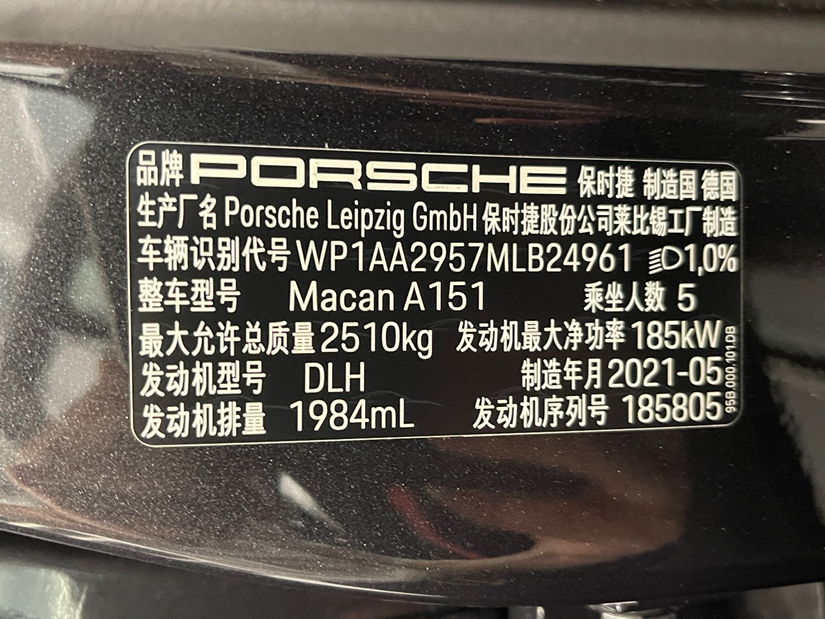 品牌 PORSCHE 保时捷 制造国 德国
生产厂名 Porsche Leipzig GmbH 保时捷股份公司莱比锡工厂制造
车辆识别代号 WP1AA2957MLB24961 1,0%
整车型号 Macan A151 乘坐人数 5
最大允许总质量 2510kg 发动机最大净功率 185kW
发动机型号 DLH 制造年月 2021-05
发动机排量 1984mL 发动机序列号 185805
95B.000.101.DB